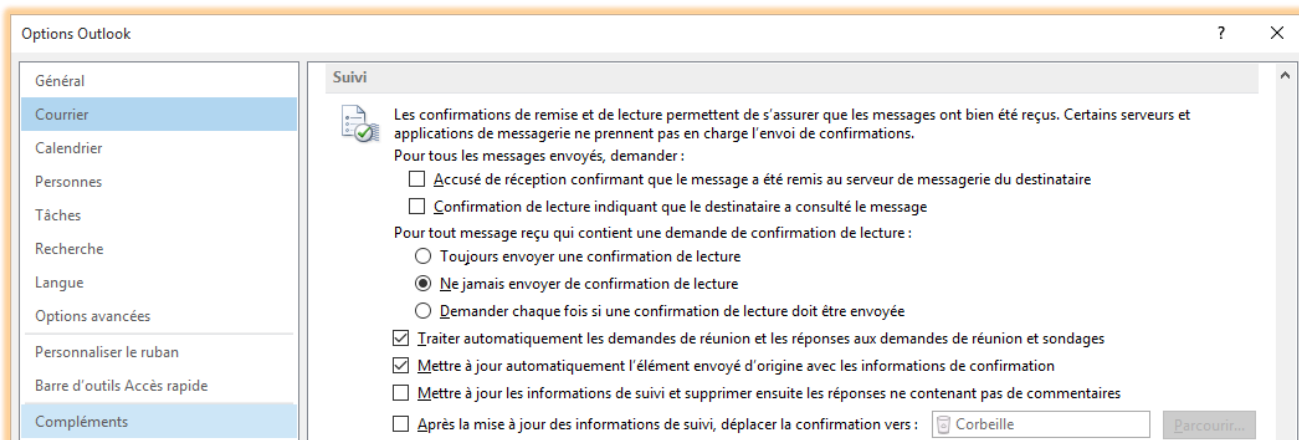 Options Outlook
?
Général
Courrier
Calendrier
Personnes
Tâches
Recherche
Langue
Options avancées
Personnaliser le ruban
Barre d'outils Accès rapide
Compléments
Suivi
Les confirmations de remise et de lecture permettent de s'assurer que les messages ont bien été reçus. Certains serveurs et
applications de messagerie ne prennent pas en charge l'envoi de confirmations.
Pour tous les messages envoyés, demander :
Accusé de réception confirmant que le message a été remis au serveur de messagerie du destinataire
Confirmation de lecture indiquant que le destinataire a consulté le message
Pour tout message reçu qui contient une demande de confirmation de lecture :
Toujours envoyer une confirmation de lecture
Ne jamais envoyer de confirmation de lecture
Demander chaque fois si une confirmation de lecture doit être envoyée
Traiter automatiquement les demandes de réunion et les réponses aux demandes de réunion et sondages
Mettre à jour automatiquement l'élément envoyé d'origine avec les informations de confirmation
Mettre à jour les informations de suivi et supprimer ensuite les réponses ne contenant pas de commentaires
Après la mise à jour des informations de suivi, déplacer la confirmation vers : Corbeille Parcourir...